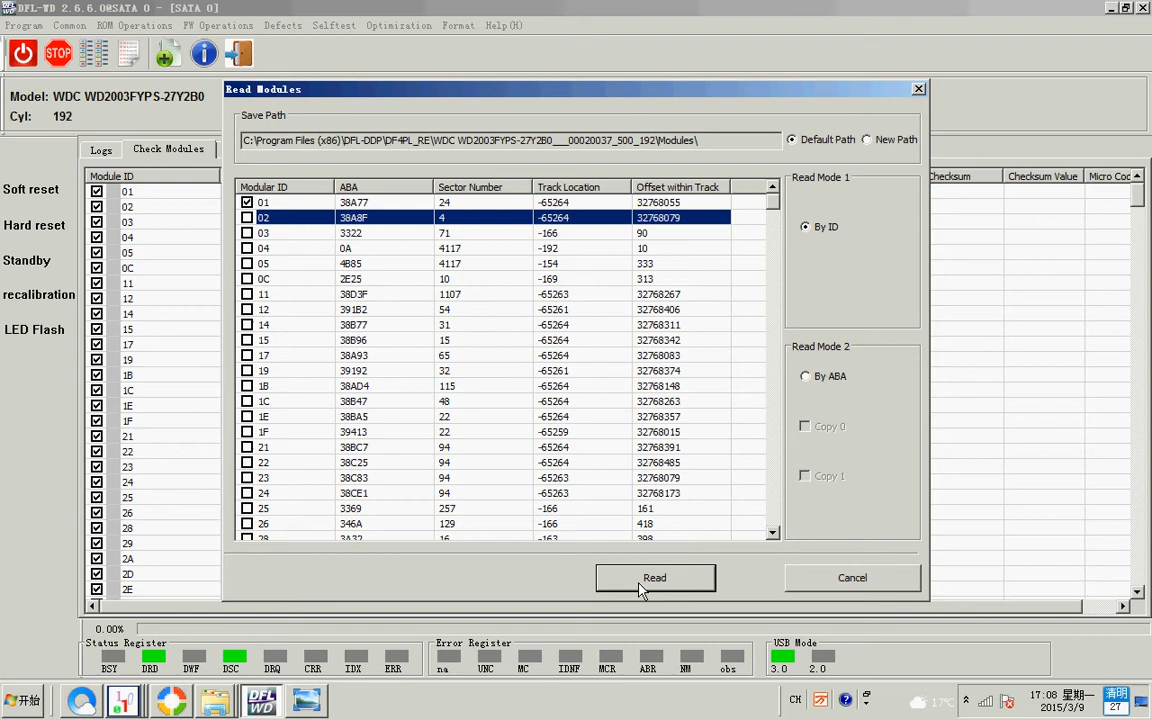 DFL-WD 2.6.6.0@SATA 0 - [SATA 0]
Program Common ROM Operations FW Operations Defects Selftest Optimization Format Help(H)
STOP
Model: WDC WD2003FYPS-27Y2B0
Cyl: 192
Logs Check Modules
Soft reset
Hard reset
Standby
recalibration
LED Flash
Module ID
01
02
03
04
05
0C
11
12
14
15
17
19
1B
1C
1E
1F
21
22
23
24
25
26
28
29
2A
2D
2E
Read Modules
Save Path
C:\Program Files (x86)\DFL-DDP\DF4PL_RE\WDC WD2003FYPS-27Y2B0___00020037_500_192\Modules\
Default Path New Path
Modular ID ABA Sector Number Track Location Offset within Track
01 38A77 24 -65264 32768055
02 38A8F 4 -65264 32768079
03 3322 71 -166 90
04 0A 4117 -192 10
05 4B85 4117 -154 333
0C 2E25 10 -169 313
11 38D3F 1107 -65263 32768267
12 391B2 54 -65261 32768406
14 38B77 31 -65264 32768311
15 38B96 15 -65264 32768342
17 38A93 65 -65264 32768083
19 39192 32 -65261 32768374
1B 38AD4 115 -65264 32768148
1C 38B47 48 -65264 32768263
1E 38BA5 22 -65264 32768357
1F 39413 22 -65259 32768015
21 38BC7 94 -65264 32768391
22 38C25 94 -65264 32768485
23 38C83 94 -65263 32768079
24 38CE1 94 -65263 32768173
25 3369 257 -166 161
26 346A 129 -166 418
28 3A32 16 -163 398
Read Mode 1
By ID
Read Mode 2
By ABA
Copy 0
Copy 1
Read Cancel
Checksum Checksum Value Micro Coc
0.00%
Status Register
BSY DRD DWF DSC DRQ CRR IDX ERR
Error Register
na UNC MC IDNF MCR ABR NM obs
USB Mode
3.0 2.0
开始
DFL
WD
CH
17°C
17:08 星期一
2015/3/9
清明
27